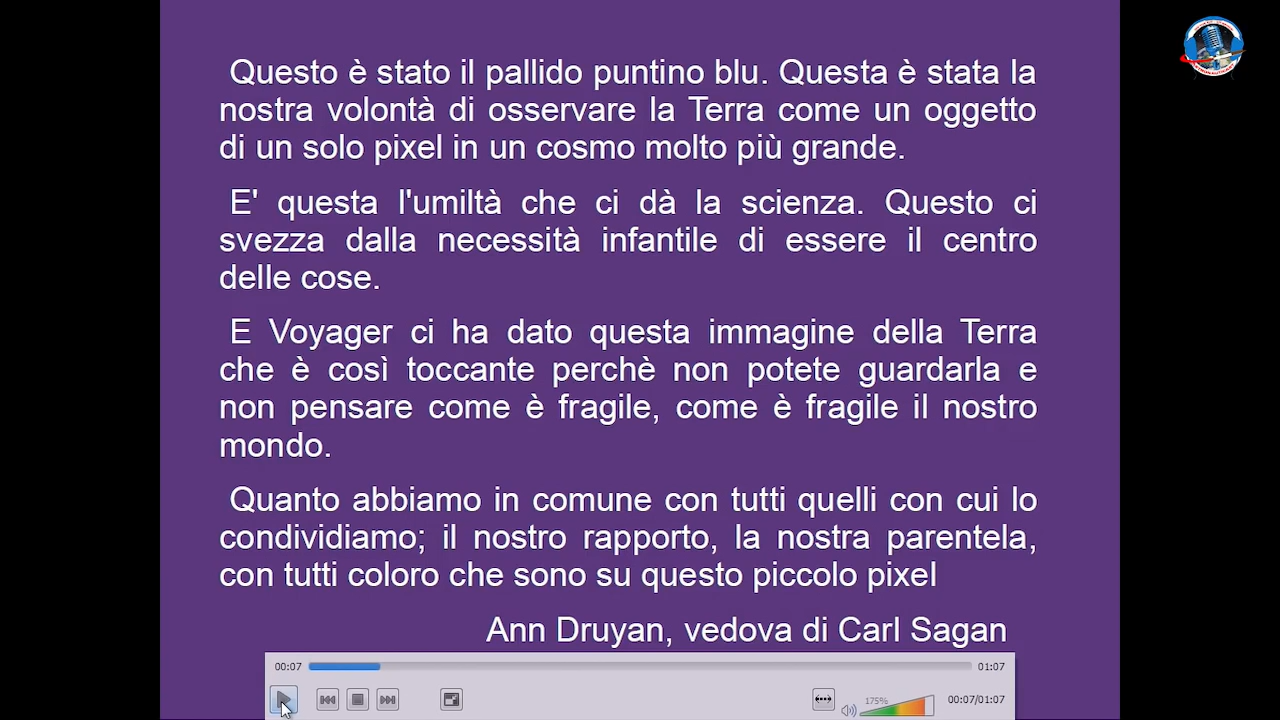 Questo è stato il pallido puntino blu. Questa è stata la
nostra volontà di osservare la Terra come un oggetto
di un solo pixel in un cosmo molto più grande.
E' questa l'umiltà che ci dà la scienza. Questo ci
svezza dalla necessità infantile di essere il centro
delle cose.
E Voyager ci ha dato questa immagine della Terra
che è così toccante perchè non potete guardarla e
non pensare come è fragile, come è fragile il nostro
mondo.
Quanto abbiamo in comune con tutti quelli con cui lo
condividiamo; il nostro rapporto, la nostra parentela,
con tutti coloro che sono su questo piccolo pixel
Ann Druyan, vedova di Carl Sagan
00:07 01:07
175% 00:07/01:07